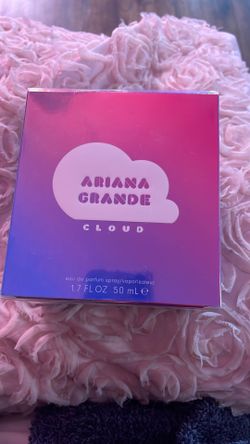 ARIANA
GRANDE
CLOUD
eau de parfum spray/vaporisateur
1.7 FL OZ 50 mL ℮